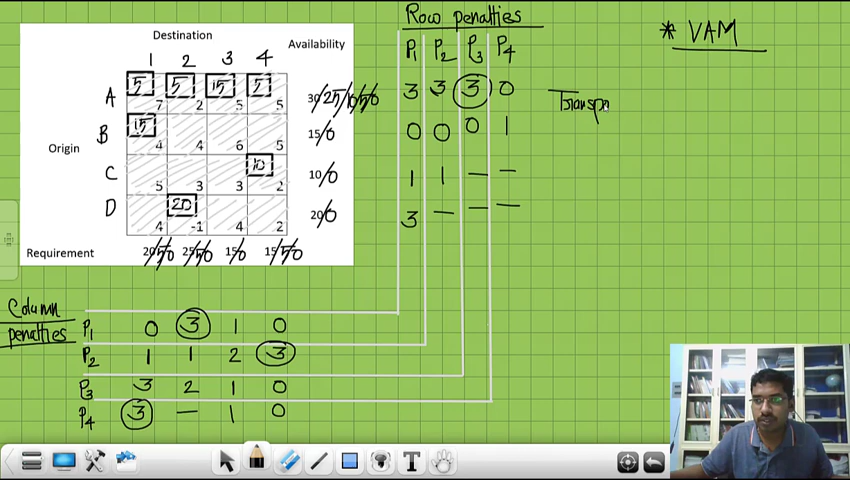 Row penalties
* VAM
Destination
1 2 3 4
Availability
P1 P2 P3 P4
A 5 5 15 5
7 2 5 5
30/25/10/5/0
3 3 3 0
Transpo
B 15
4 4 6 5
15/0
0 0 0 1
Origin
C 10
5 3 3 2
10/0
1 1 — —
D 20
4 -1 4 2
20/0
3 — — —
Requirement 20/5/0 25/5/0 15/0 15/5/0
Column
penalties
P1 0 3 1 0
P2 1 1 2 3
P3 3 2 1 0
P4 3 — 1 0
T